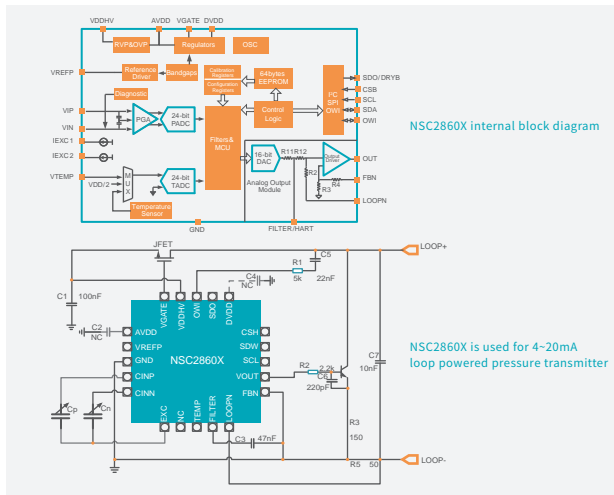 VDDHV AVDD VGATE DVDD
RVP&OVP
Regulators
OSC
VREFP
Reference
Driver
Bandgaps
Calibration
Registers
Configuration
Registers
64bytes
EEPROM
Diagnostic
VIP
VIN
PGA
24-bit
PADC
Filters&
MCU
Control
Logic
I²C
SPI
OWI
SDO/DRYB
CSB
SCL
SDA
OWI
IEXC1
IEXC2
VTEMP
VDD/2
M
U
X
24-bit
TADC
Temperature
Sensor
16-bit
DAC
R11 R12
Output
Driver
R2
R4
R3
Analog Output
Module
OUT
FBN
LOOPN
GND
FILTER/HART
NSC2860X internal block diagram
JFET
LOOP+
C1
100nF
C2
NC
C4
NC
R1
5k
C5
22nF
VGATE
VDDHV
OWI
SDO
DVDD
AVDD
VREFP
GND
CINP
CINN
NSC2860X
CSH
SDW
SCL
VOUT
FBN
EXC
NC
TEMP
FILTER
LOOPN
Cp
Cn
R2
2.2k
C6
220pF
C7
10nF
C3
47nF
R3
150
R5
50
LOOP-
NSC2860X is used for 4~20mA
loop powered pressure transmitter